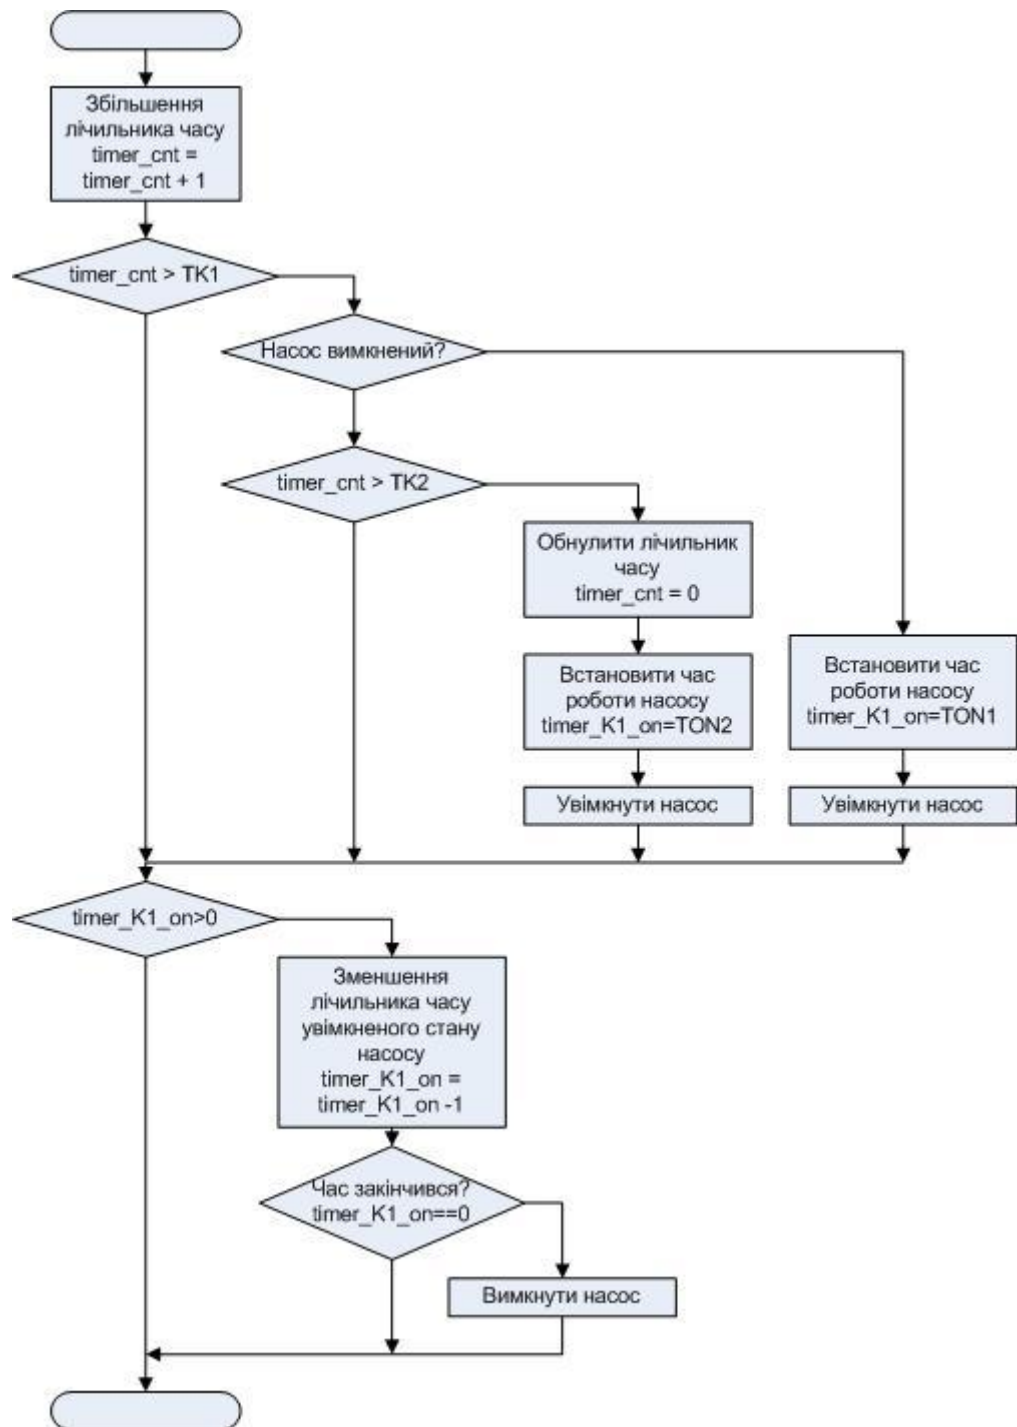 Збільшення
лічильника часу
timer_cnt =
timer_cnt + 1
timer_cnt > TK1
Насос вимкнений?
timer_cnt > TK2
Обнулити лічильник
часу
timer_cnt = 0
Встановити час
роботи насосу
timer_K1_on=TON2
Увімкнути насос
Встановити час
роботи насосу
timer_K1_on=TON1
Увімкнути насос
timer_K1_on>0
Зменшення
лічильника часу
увімкненого стану
насосу
timer_K1_on =
timer_K1_on -1
Час закінчився?
timer_K1_on==0
Вимкнути насос